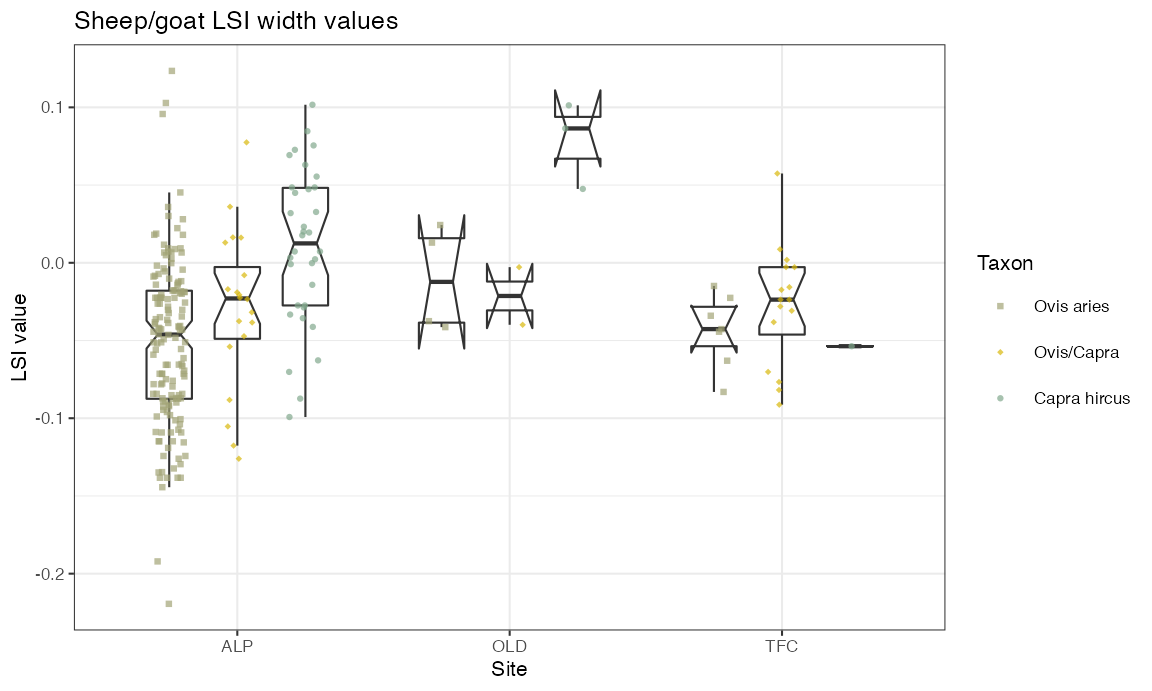 Sheep/goat LSI width values
0.1
0.0
-0.1
-0.2
LSI value
ALP
OLD
TFC
Site
Taxon
Ovis aries
Ovis/Capra
Capra hircus